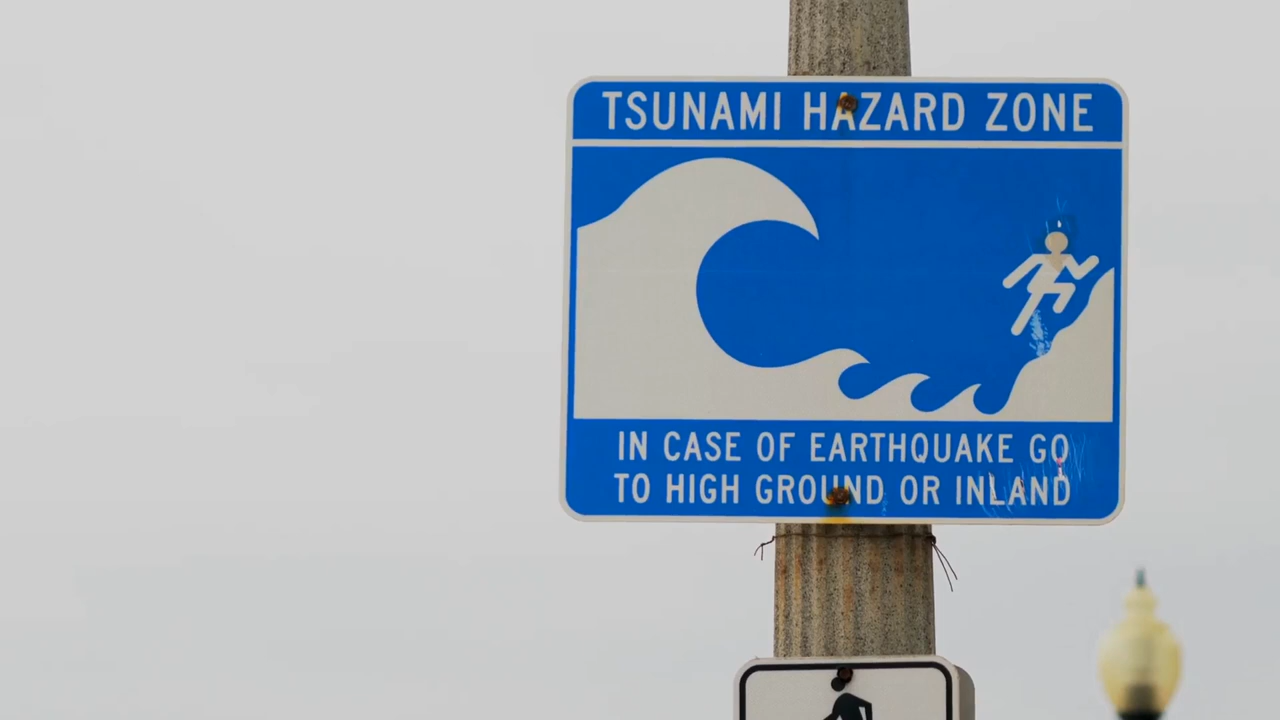 TSUNAMI HAZARD ZONE
IN CASE OF EARTHQUAKE GO
TO HIGH GROUND OR INLAND